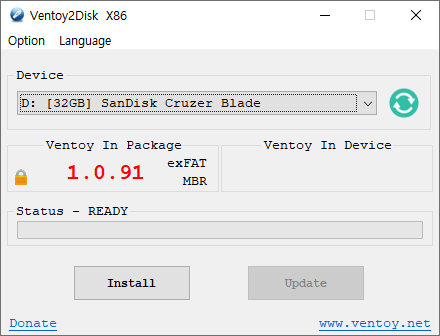 Ventoy2Disk X86
Option Language
Device
D: [32GB] SanDisk Cruzer Blade
Ventoy In Package
1.0.91
exFAT
MBR
Ventoy In Device
Status - READY
Install
Update
Donate
www.ventoy.net